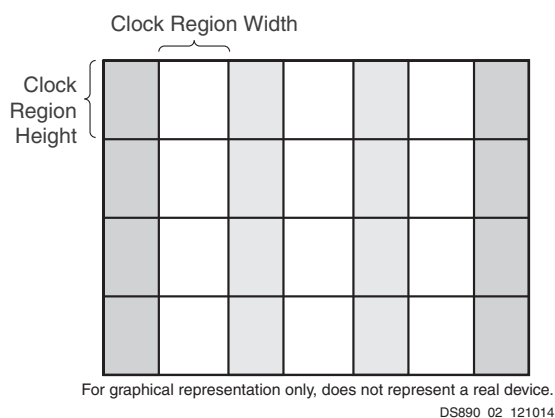 Clock Region Width
Clock
Region
Height
For graphical representation only, does not represent a real device.
DS890_02_121014